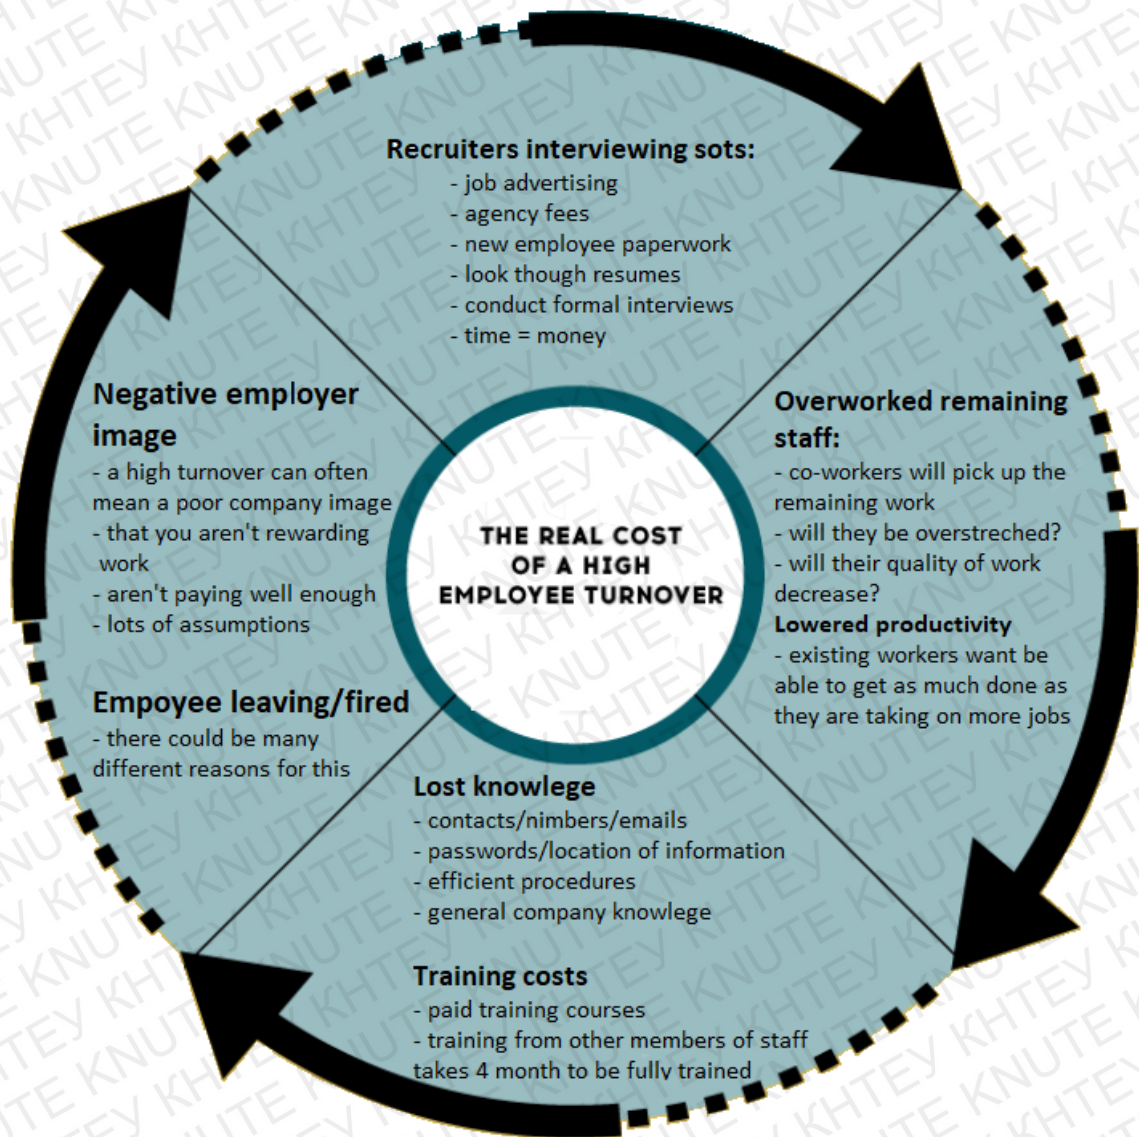 Recruiters interviewing sots:
- job advertising
- agency fees
- new employee paperwork
- look though resumes
- conduct formal interviews
- time = money
Negative employer
image
- a high turnover can often
mean a poor company image
- that you aren't rewarding
work
- aren't paying well enough
- lots of assumptions
Empoyee leaving/fired
- there could be many
different reasons for this
THE REAL COST
OF A HIGH
EMPLOYEE TURNOVER
Overworked remaining
staff:
- co-workers will pick up the
remaining work
- will they be overstreched?
- will their quality of work
decrease?
Lowered productivity
- existing workers want be
able to get as much done as
they are taking on more jobs
Lost knowlege
- contacts/nimbers/emails
- passwords/location of information
- efficient procedures
- general company knowlege
Training costs
- paid training courses
- training from other members of staff
takes 4 month to be fully trained
KNUTE КНТЕУ